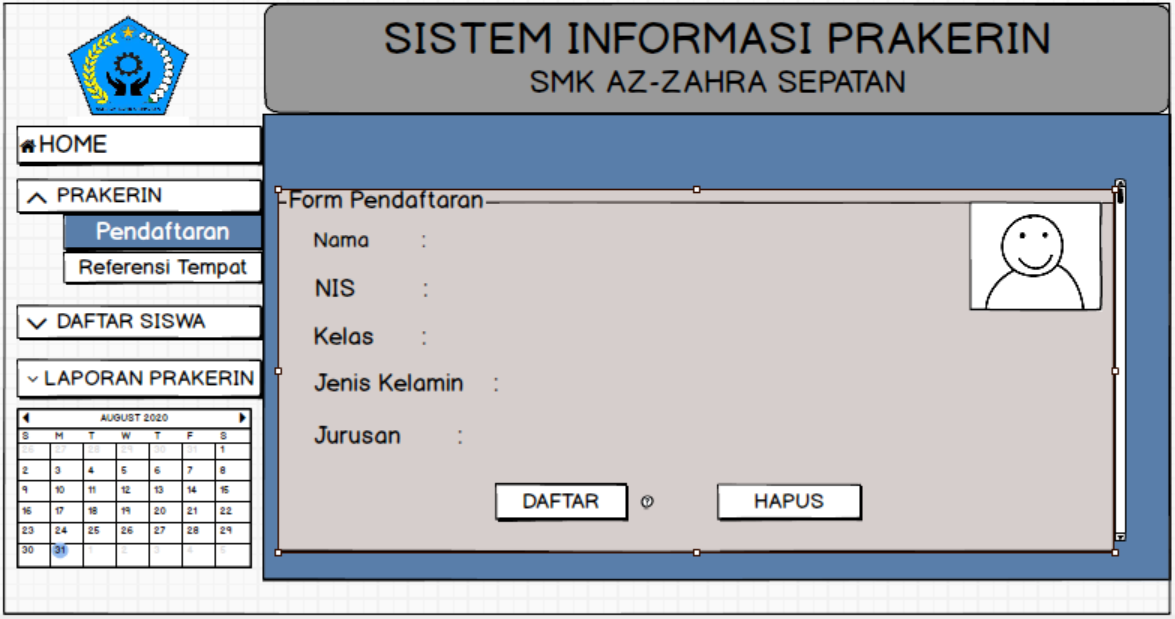 SISTEM INFORMASI PRAKERIN
SMK AZ-ZAHRA SEPATAN
HOME
PRAKERIN
Pendaftaran
Referensi Tempat
DAFTAR SISWA
LAPORAN PRAKERIN
AUGUST 2020
S M T W T F S
26 27 28 29 30 31 1
2 3 4 5 6 7 8
9 10 11 12 13 14 15
16 17 18 19 20 21 22
23 24 25 26 27 28 29
30 31 1 2 3 4 5
Form Pendaftaran
Nama :
NIS :
Kelas :
Jenis Kelamin :
Jurusan :
DAFTAR ? HAPUS